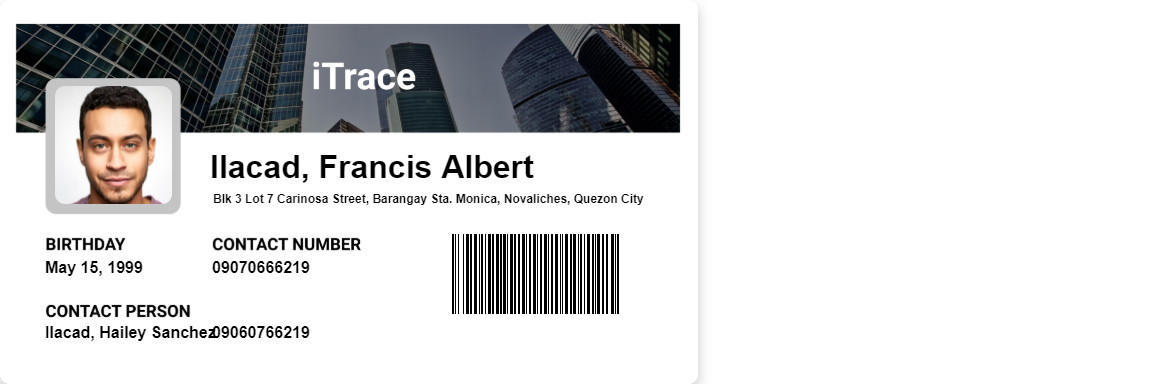 iTrace
Ilacad, Francis Albert
Blk 3 Lot 7 Carinosa Street, Barangay Sta. Monica, Novaliches, Quezon City
BIRTHDAY CONTACT NUMBER
May 15, 1999 09070666219
CONTACT PERSON
Ilacad, Hailey Sanchez 09060766219